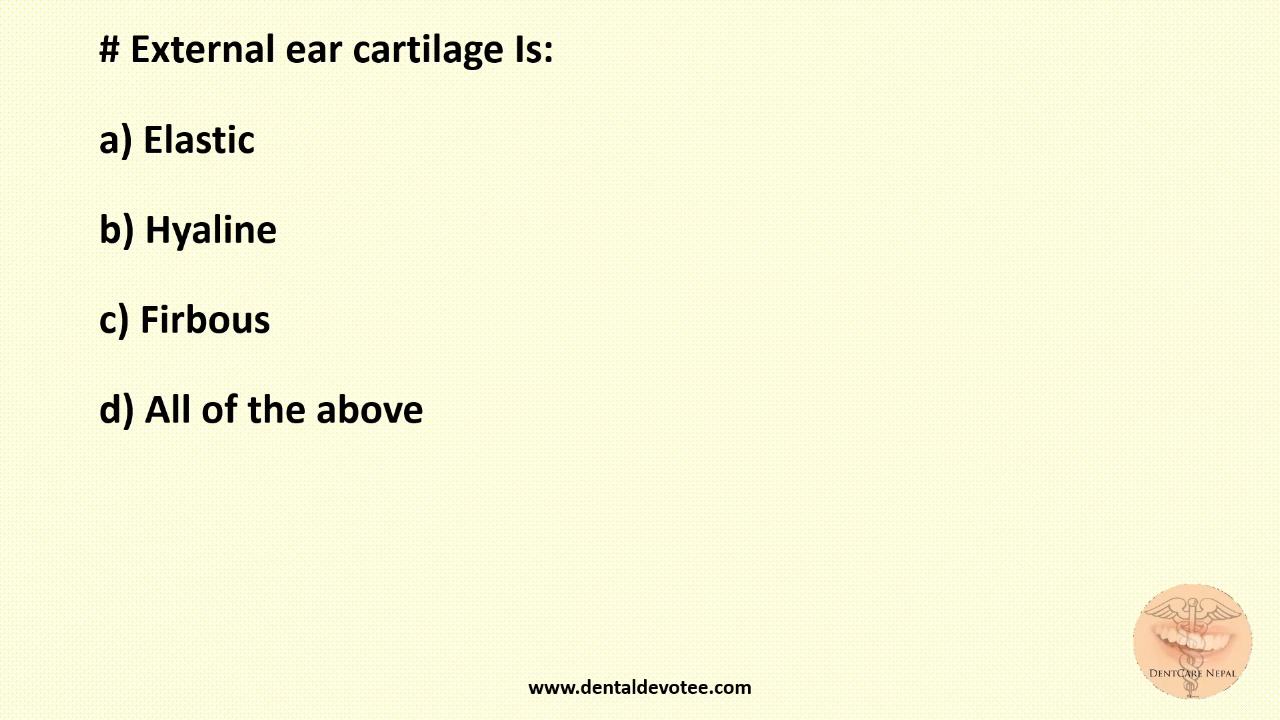 # External ear cartilage Is:
a) Elastic
b) Hyaline
c) Firbous
d) All of the above
DENTCARE NEPAL
www.dentaldevotee.com